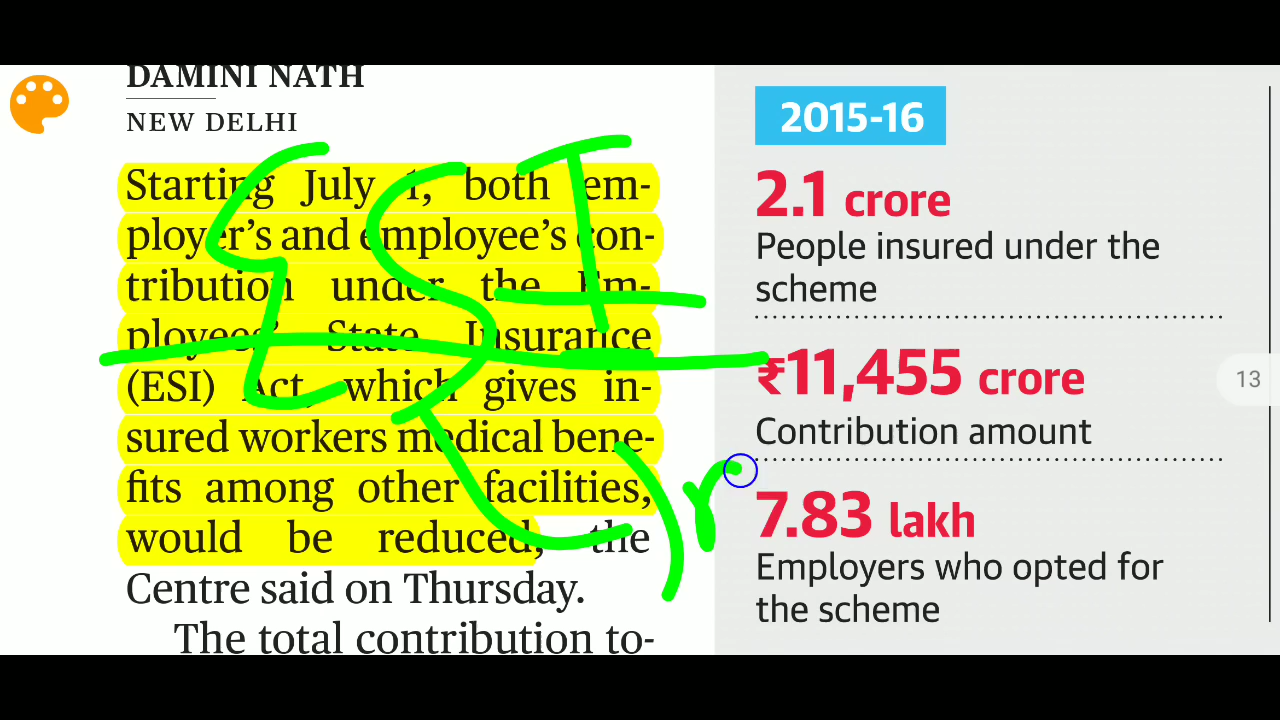 DAMINI NATH
NEW DELHI
Starting July 1, both em-
ployer's and employee's con-
tribution under the Em-
ployees' State Insurance
(ESI) Act, which gives in-
sured workers medical bene-
fits among other facilities,
would be reduced, the
Centre said on Thursday.
The total contribution to-
2015-16
2.1 crore
People insured under the
scheme
₹11,455 crore
Contribution amount
7.83 lakh
Employers who opted for
the scheme
13
ESI